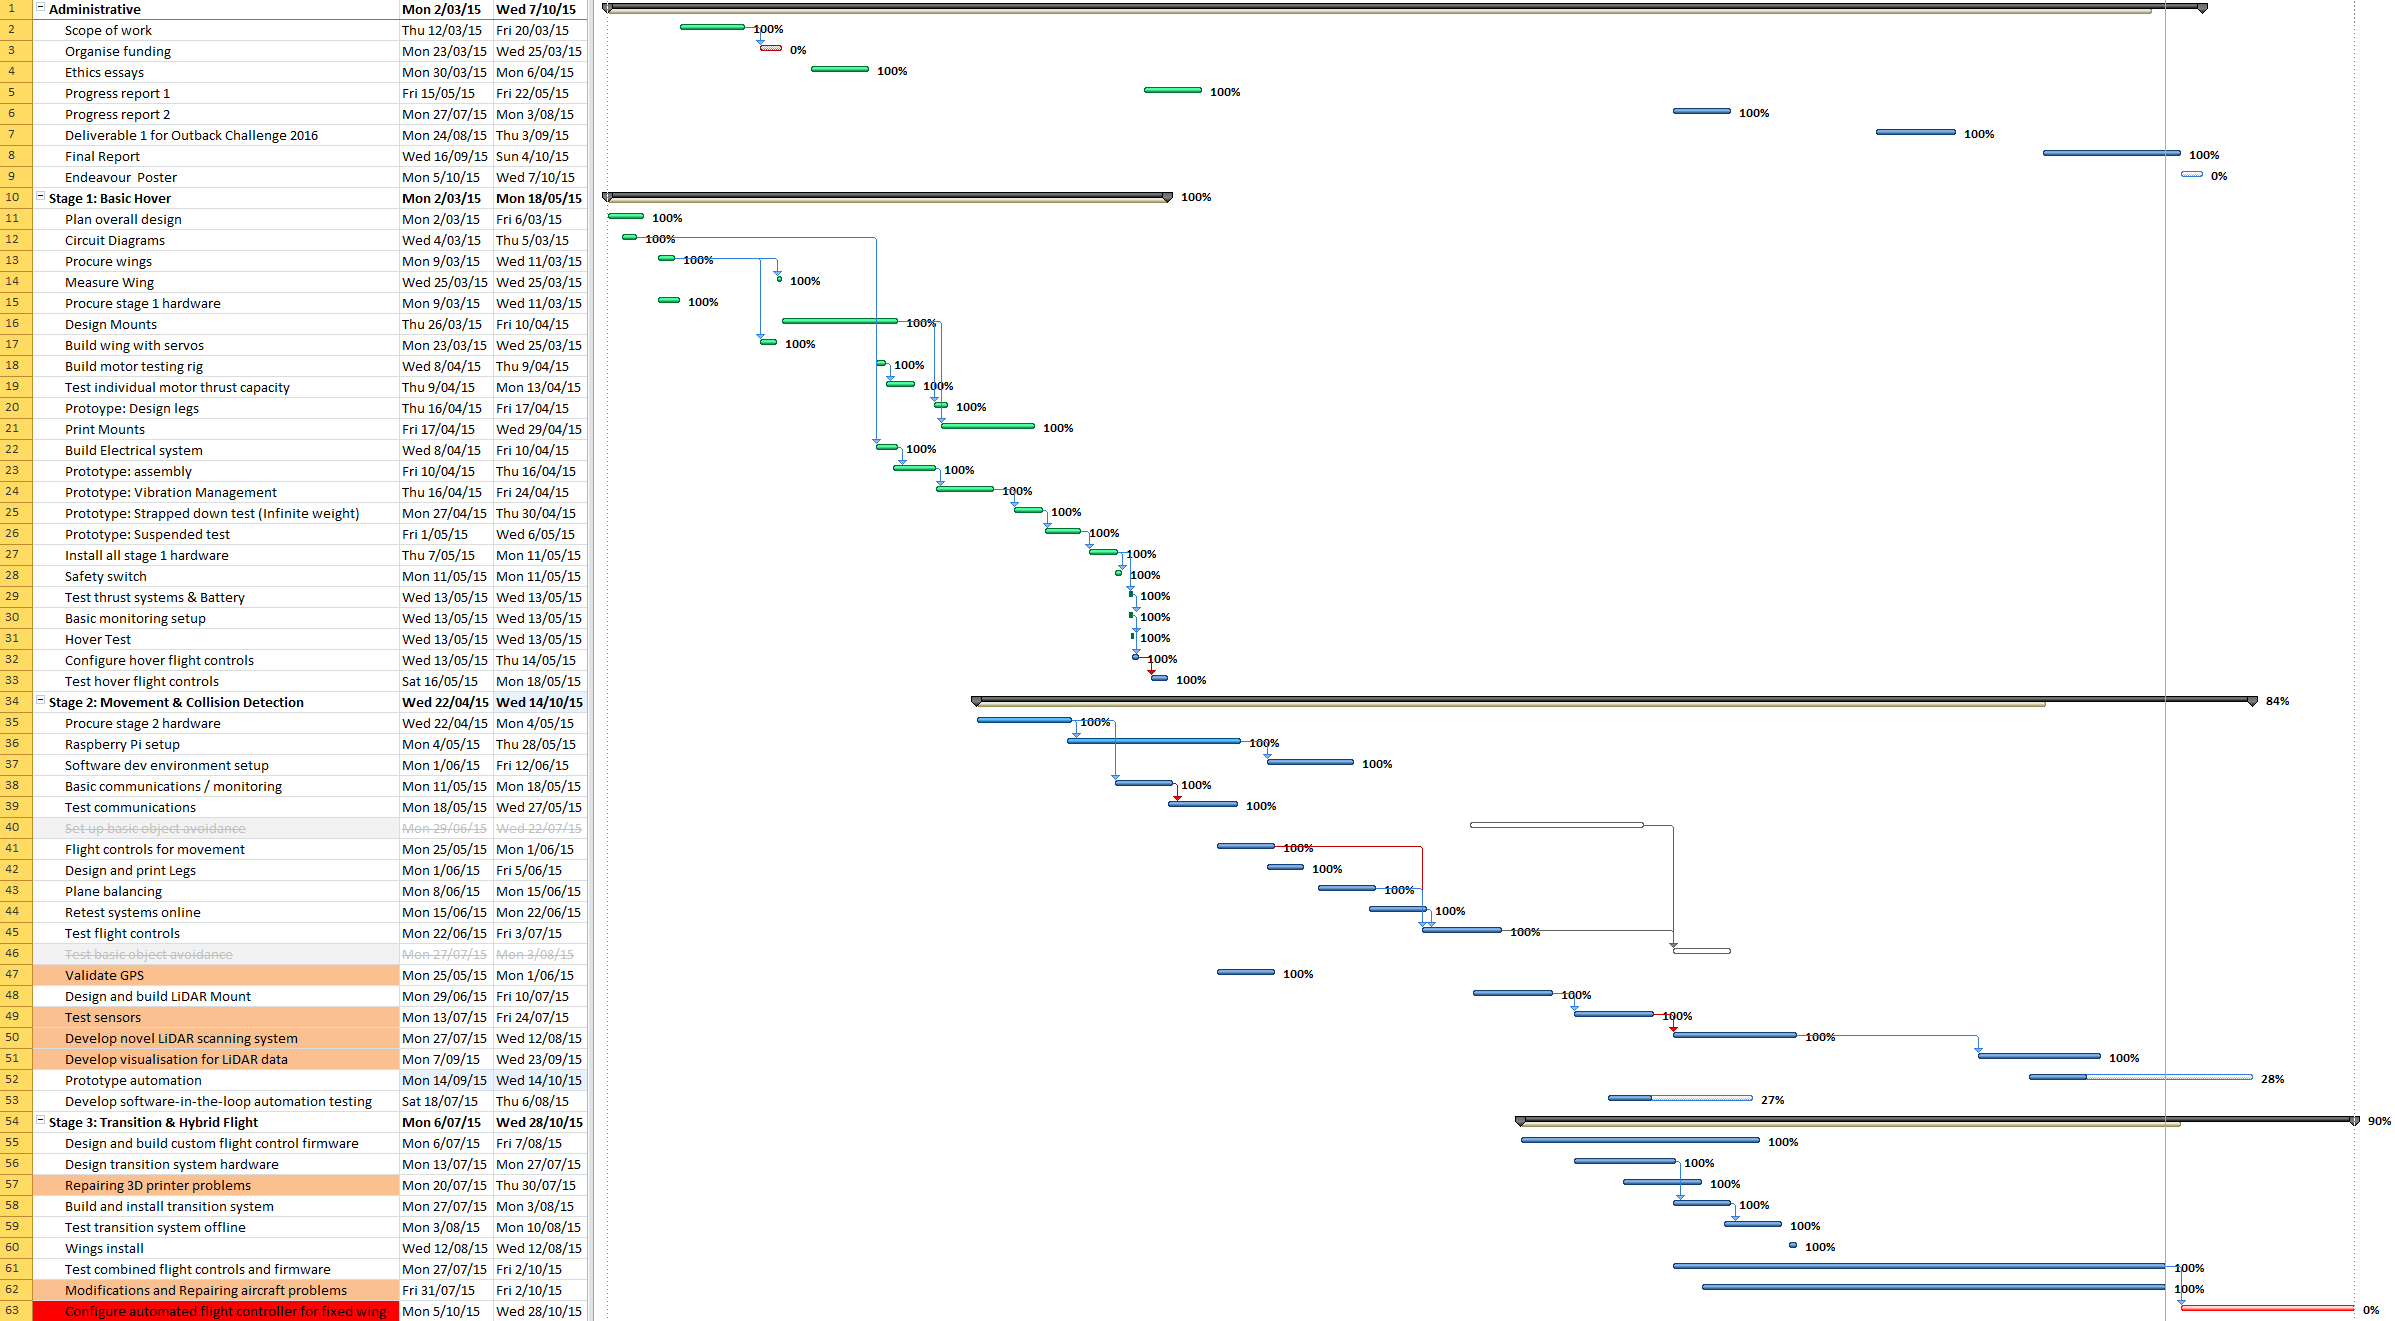 1 Administrative Mon 2/03/15 Wed 7/10/15
2 Scope of work Thu 12/03/15 Fri 20/03/15 100%
3 Organise funding Mon 23/03/15 Wed 25/03/15 0%
4 Ethics essays Mon 30/03/15 Mon 6/04/15 100%
5 Progress report 1 Fri 15/05/15 Fri 22/05/15 100%
6 Progress report 2 Mon 27/07/15 Mon 3/08/15 100%
7 Deliverable 1 for Outback Challenge 2016 Mon 24/08/15 Thu 3/09/15 100%
8 Final Report Wed 16/09/15 Sun 4/10/15 100%
9 Endeavour Poster Mon 5/10/15 Wed 7/10/15 0%
10 Stage 1: Basic Hover Mon 2/03/15 Mon 18/05/15 100%
11 Plan overall design Mon 2/03/15 Fri 6/03/15 100%
12 Circuit Diagrams Wed 4/03/15 Thu 5/03/15 100%
13 Procure wings Mon 9/03/15 Wed 11/03/15 100%
14 Measure Wing Wed 25/03/15 Wed 25/03/15 100%
15 Procure stage 1 hardware Mon 9/03/15 Wed 11/03/15 100%
16 Design Mounts Thu 26/03/15 Fri 10/04/15 100%
17 Build wing with servos Mon 23/03/15 Wed 25/03/15 100%
18 Build motor testing rig Wed 8/04/15 Thu 9/04/15 100%
19 Test individual motor thrust capacity Thu 9/04/15 Mon 13/04/15 100%
20 Protoype: Design legs Thu 16/04/15 Fri 17/04/15 100%
21 Print Mounts Fri 17/04/15 Wed 29/04/15 100%
22 Build Electrical system Wed 8/04/15 Fri 10/04/15 100%
23 Prototype: assembly Fri 10/04/15 Thu 16/04/15 100%
24 Prototype: Vibration Management Thu 16/04/15 Fri 24/04/15 100%
25 Prototype: Strapped down test (Infinite weight) Mon 27/04/15 Thu 30/04/15 100%
26 Prototype: Suspended test Fri 1/05/15 Wed 6/05/15 100%
27 Install all stage 1 hardware Thu 7/05/15 Mon 11/05/15 100%
28 Safety switch Mon 11/05/15 Mon 11/05/15 100%
29 Test thrust systems & Battery Wed 13/05/15 Wed 13/05/15 100%
30 Basic monitoring setup Wed 13/05/15 Wed 13/05/15 100%
31 Hover Test Wed 13/05/15 Wed 13/05/15 100%
32 Configure hover flight controls Wed 13/05/15 Thu 14/05/15 100%
33 Test hover flight controls Sat 16/05/15 Mon 18/05/15 100%
34 Stage 2: Movement & Collision Detection Wed 22/04/15 Wed 14/10/15 84%
35 Procure stage 2 hardware Wed 22/04/15 Mon 4/05/15 100%
36 Raspberry Pi setup Mon 4/05/15 Thu 28/05/15 100%
37 Software dev environment setup Mon 1/06/15 Fri 12/06/15 100%
38 Basic communications / monitoring Mon 11/05/15 Mon 18/05/15 100%
39 Test communications Mon 18/05/15 Wed 27/05/15 100%
40 Set up basic object avoidance Mon 29/06/15 Wed 22/07/15
41 Flight controls for movement Mon 25/05/15 Mon 1/06/15 100%
42 Design and print Legs Mon 1/06/15 Fri 5/06/15 100%
43 Plane balancing Mon 8/06/15 Mon 15/06/15 100%
44 Retest systems online Mon 15/06/15 Mon 22/06/15 100%
45 Test flight controls Mon 22/06/15 Fri 3/07/15 100%
46 Test basic object avoidance Mon 27/07/15 Mon 3/08/15
47 Validate GPS Mon 25/05/15 Mon 1/06/15 100%
48 Design and build LiDAR Mount Mon 29/06/15 Fri 10/07/15 100%
49 Test sensors Mon 13/07/15 Fri 24/07/15 100%
50 Develop novel LiDAR scanning system Mon 27/07/15 Wed 12/08/15 100%
51 Develop visualisation for LiDAR data Mon 7/09/15 Wed 23/09/15 100%
52 Prototype automation Mon 14/09/15 Wed 14/10/15 28%
53 Develop software-in-the-loop automation testing Sat 18/07/15 Thu 6/08/15 27%
54 Stage 3: Transition & Hybrid Flight Mon 6/07/15 Wed 28/10/15 90%
55 Design and build custom flight control firmware Mon 6/07/15 Fri 7/08/15 100%
56 Design transition system hardware Mon 13/07/15 Mon 27/07/15 100%
57 Repairing 3D printer problems Mon 20/07/15 Thu 30/07/15 100%
58 Build and install transition system Mon 27/07/15 Mon 3/08/15 100%
59 Test transition system offline Mon 3/08/15 Mon 10/08/15 100%
60 Wings install Wed 12/08/15 Wed 12/08/15 100%
61 Test combined flight controls and firmware Mon 27/07/15 Fri 2/10/15 100%
62 Modifications and Repairing aircraft problems Fri 31/07/15 Fri 2/10/15 100%
63 Configure automated flight controller for fixed wing Mon 5/10/15 Wed 28/10/15 0%